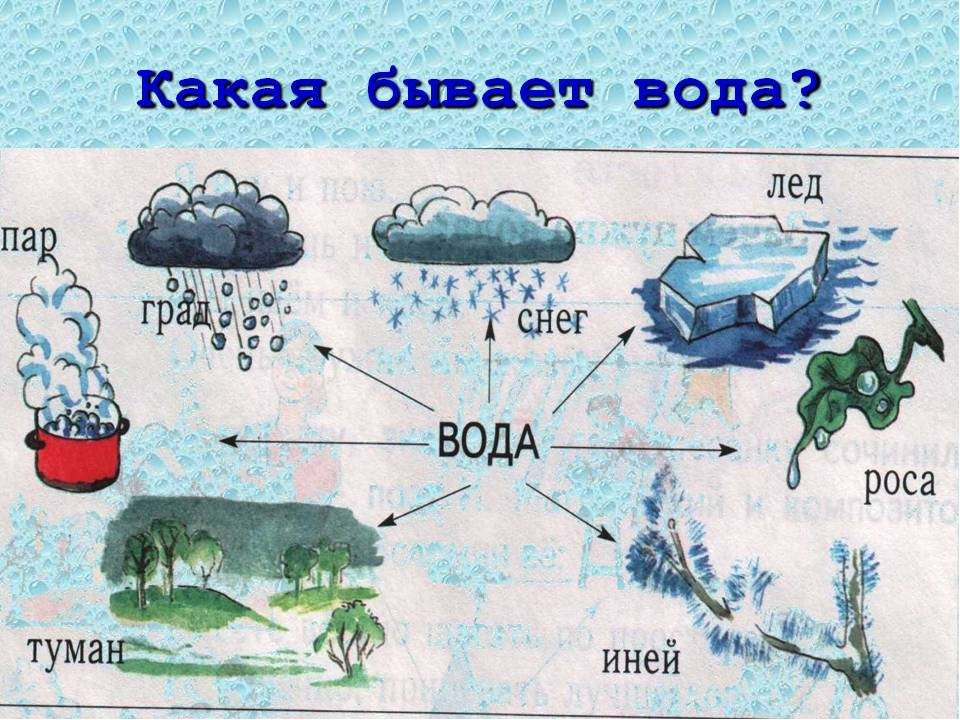 Какая бывает вода?
лед
пар
град
снег
ВОДА
роса
туман
иней